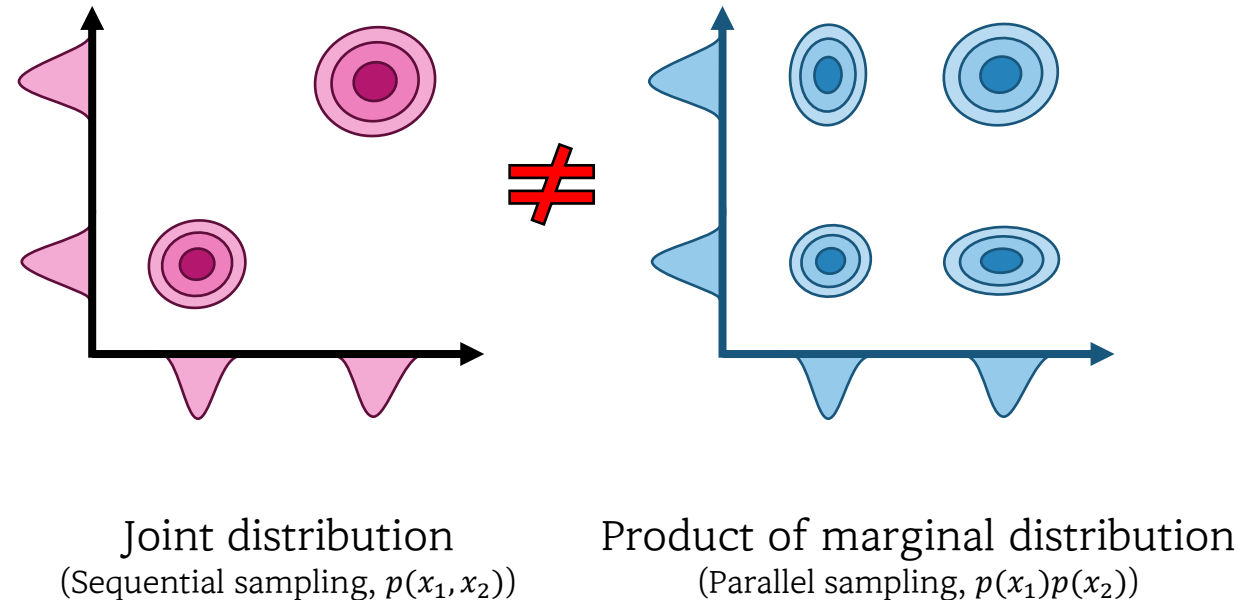 ≠
Joint distribution
(Sequential sampling, p(x₁, x₂))
Product of marginal distribution
(Parallel sampling, p(x₁)p(x₂))